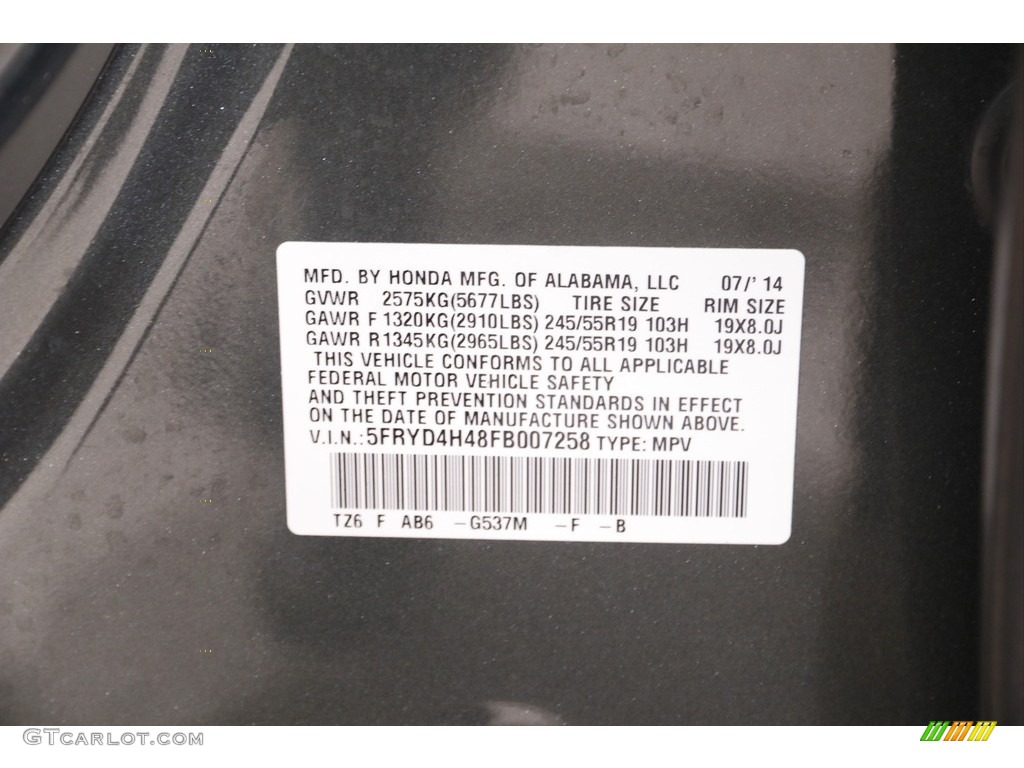 MFD. BY HONDA MFG. OF ALABAMA, LLC 07/'14
GVWR 2575KG(5677LBS) TIRE SIZE RIM SIZE
GAWR F 1320KG(2910LBS) 245/55R19 103H 19X8.0J
GAWR R 1345KG(2965LBS) 245/55R19 103H 19X8.0J
THIS VEHICLE CONFORMS TO ALL APPLICABLE
FEDERAL MOTOR VEHICLE SAFETY
AND THEFT PREVENTION STANDARDS IN EFFECT
ON THE DATE OF MANUFACTURE SHOWN ABOVE.
V.I.N.: 5FRYD4H48FB007258 TYPE: MPV
TZ6 F AB6 -G537M -F -B
GTcarlot.com